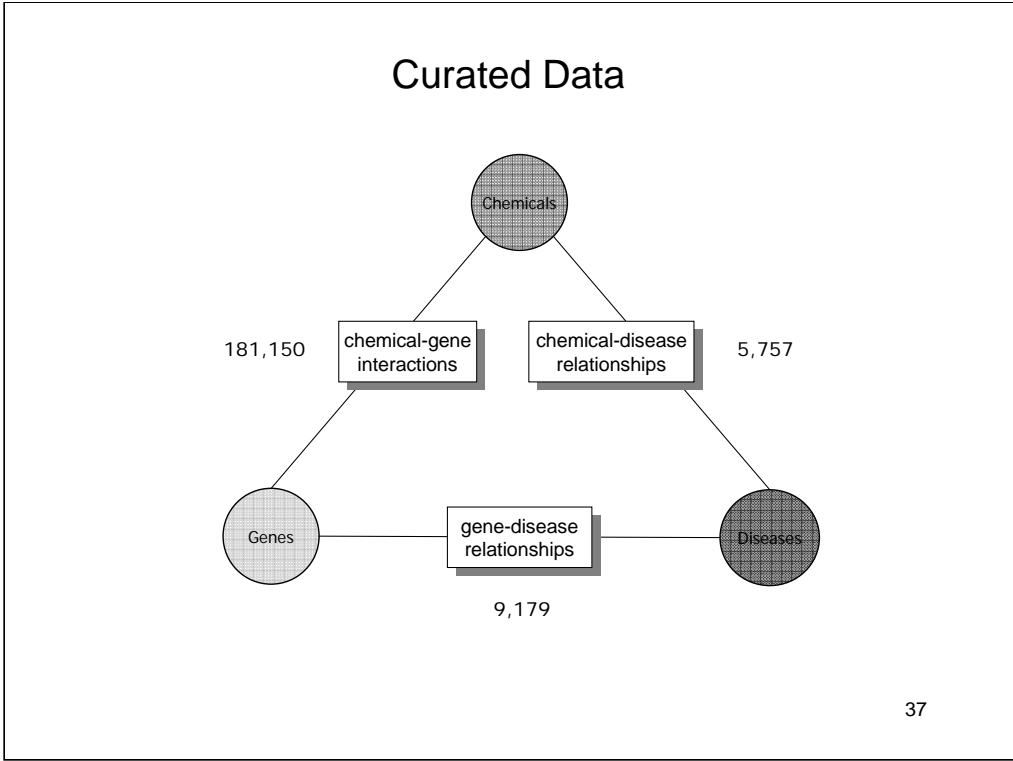 Curated Data
Chemicals
181,150
chemical-gene
interactions
chemical-disease
relationships
5,757
Genes
gene-disease
relationships
Diseases
9,179
37